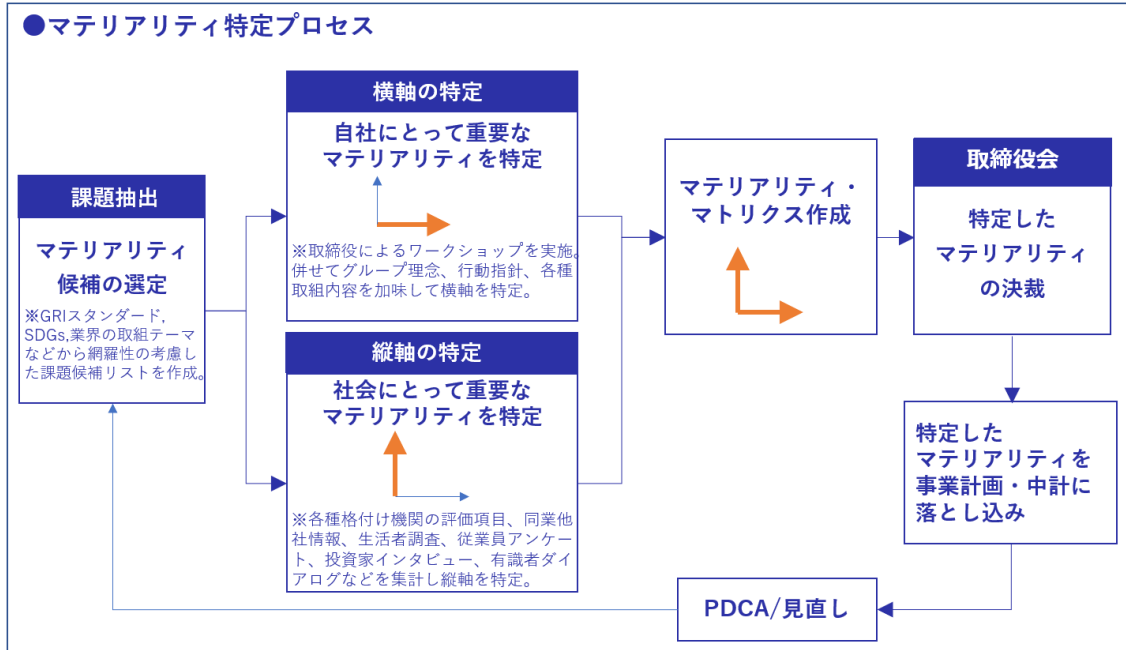 ●マテリアリティ特定プロセス
課題抽出
マテリアリティ
候補の選定
※GRIスタンダード,
SDGs,業界の取組テーマ
などから網羅性の考慮し
た課題候補リストを作成。
横軸の特定
自社にとって重要な
マテリアリティを特定
※取締役によるワークショップを実施。
併せてグループ理念、行動指針、各種
取組内容を加味して横軸を特定。
縦軸の特定
社会にとって重要な
マテリアリティを特定
※各種格付け機関の評価項目、同業他
社情報、生活者調査、従業員アンケー
ト、投資家インタビュー、有識者ダイ
アログなどを集計し縦軸を特定。
マテリアリティ・
マトリクス作成
取締役会
特定した
マテリアリティ
の決裁
特定した
マテリアリティを
事業計画・中計に
落とし込み
PDCA/見直し